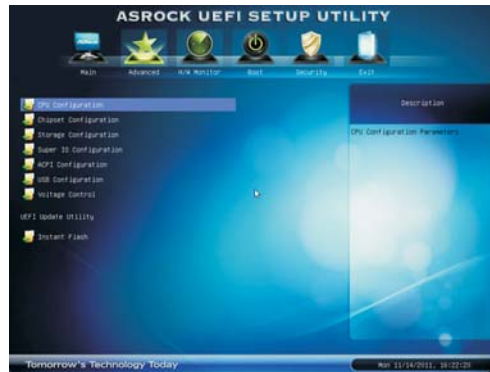 ASROCK UEFI SETUP UTILITY
Main Advanced H/W Monitor Boot Security Exit
CPU Configuration
Chipset Configuration
Storage Configuration
Super IO Configuration
ACPI Configuration
USB Configuration
Voltage Control
UEFI Update Utility
Instant Flash
Description
CPU Configuration Parameters
Tomorrow's Technology Today
Mon 11/14/2011, 16:22:20